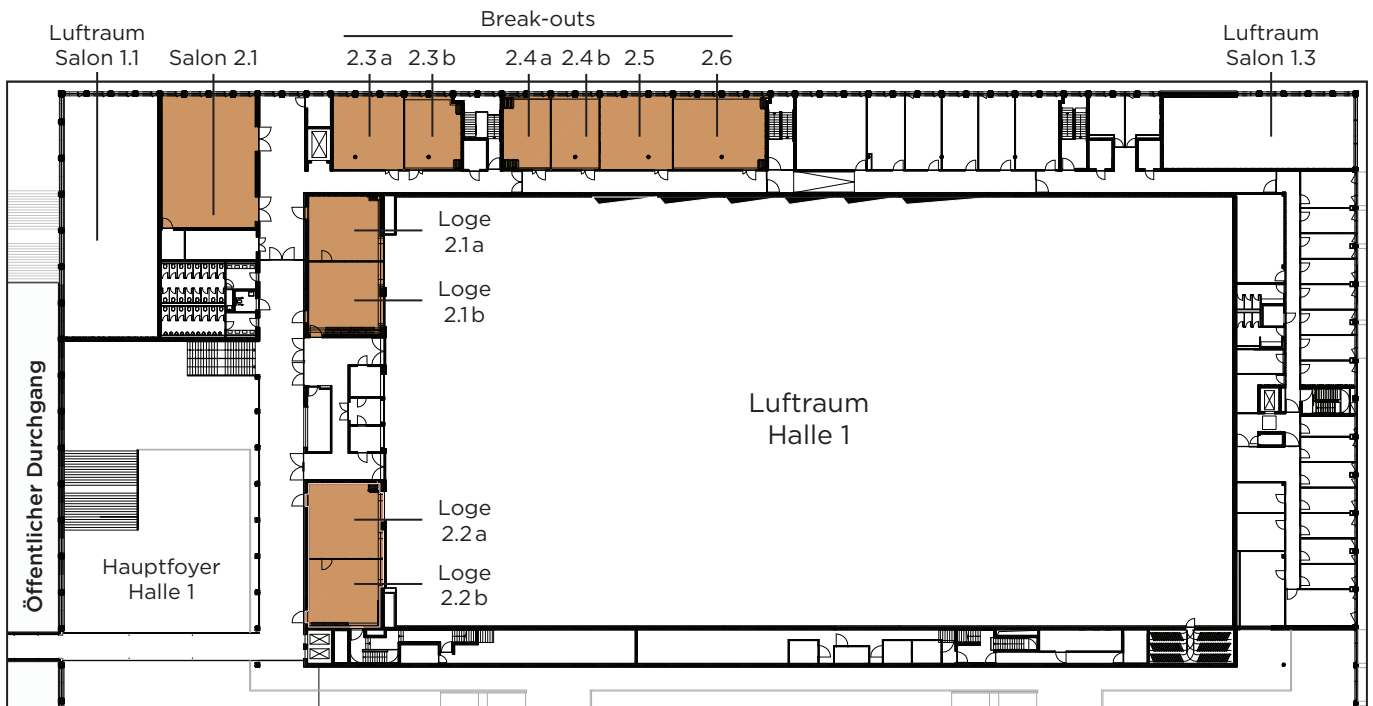 Break-outs
Luftraum
Salon 1.1
Salon 2.1
2.3 a
2.3 b
2.4 a
2.4 b
2.5
2.6
Luftraum
Salon 1.3
Loge
2.1 a
Loge
2.1 b
Luftraum
Halle 1
Öffentlicher Durchgang
Loge
2.2 a
Hauptfoyer
Halle 1
Loge
2.2 b